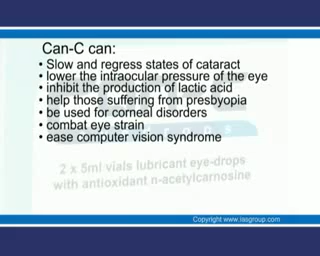 Can-C can:
• Slow and regress states of cataract
• lower the intraocular pressure of the eye
• inhibit the production of lactic acid
• help those suffering from presbyopia
• be used for corneal disorders
• combat eye strain
• ease computer vision syndrome
2 x 5ml vials lubricant eye-drops
with antioxidant n-acetylcarnosine
Copyright www.iasgroup.com